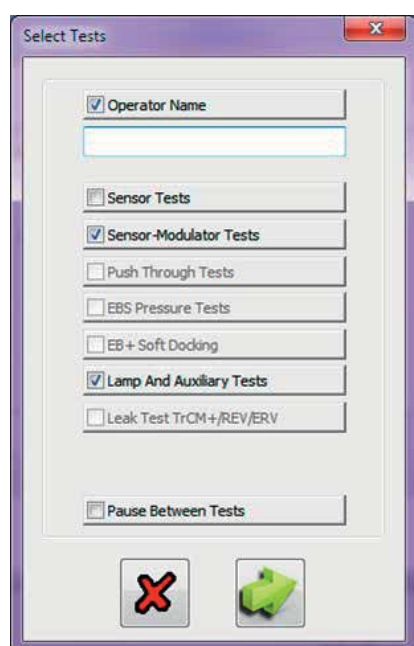 Select Tests
Operator Name
Sensor Tests
Sensor-Modulator Tests
Push Through Tests
EBS Pressure Tests
EB+ Soft Docking
Lamp And Auxiliary Tests
Leak Test TrCM+/REV/ERV
Pause Between Tests